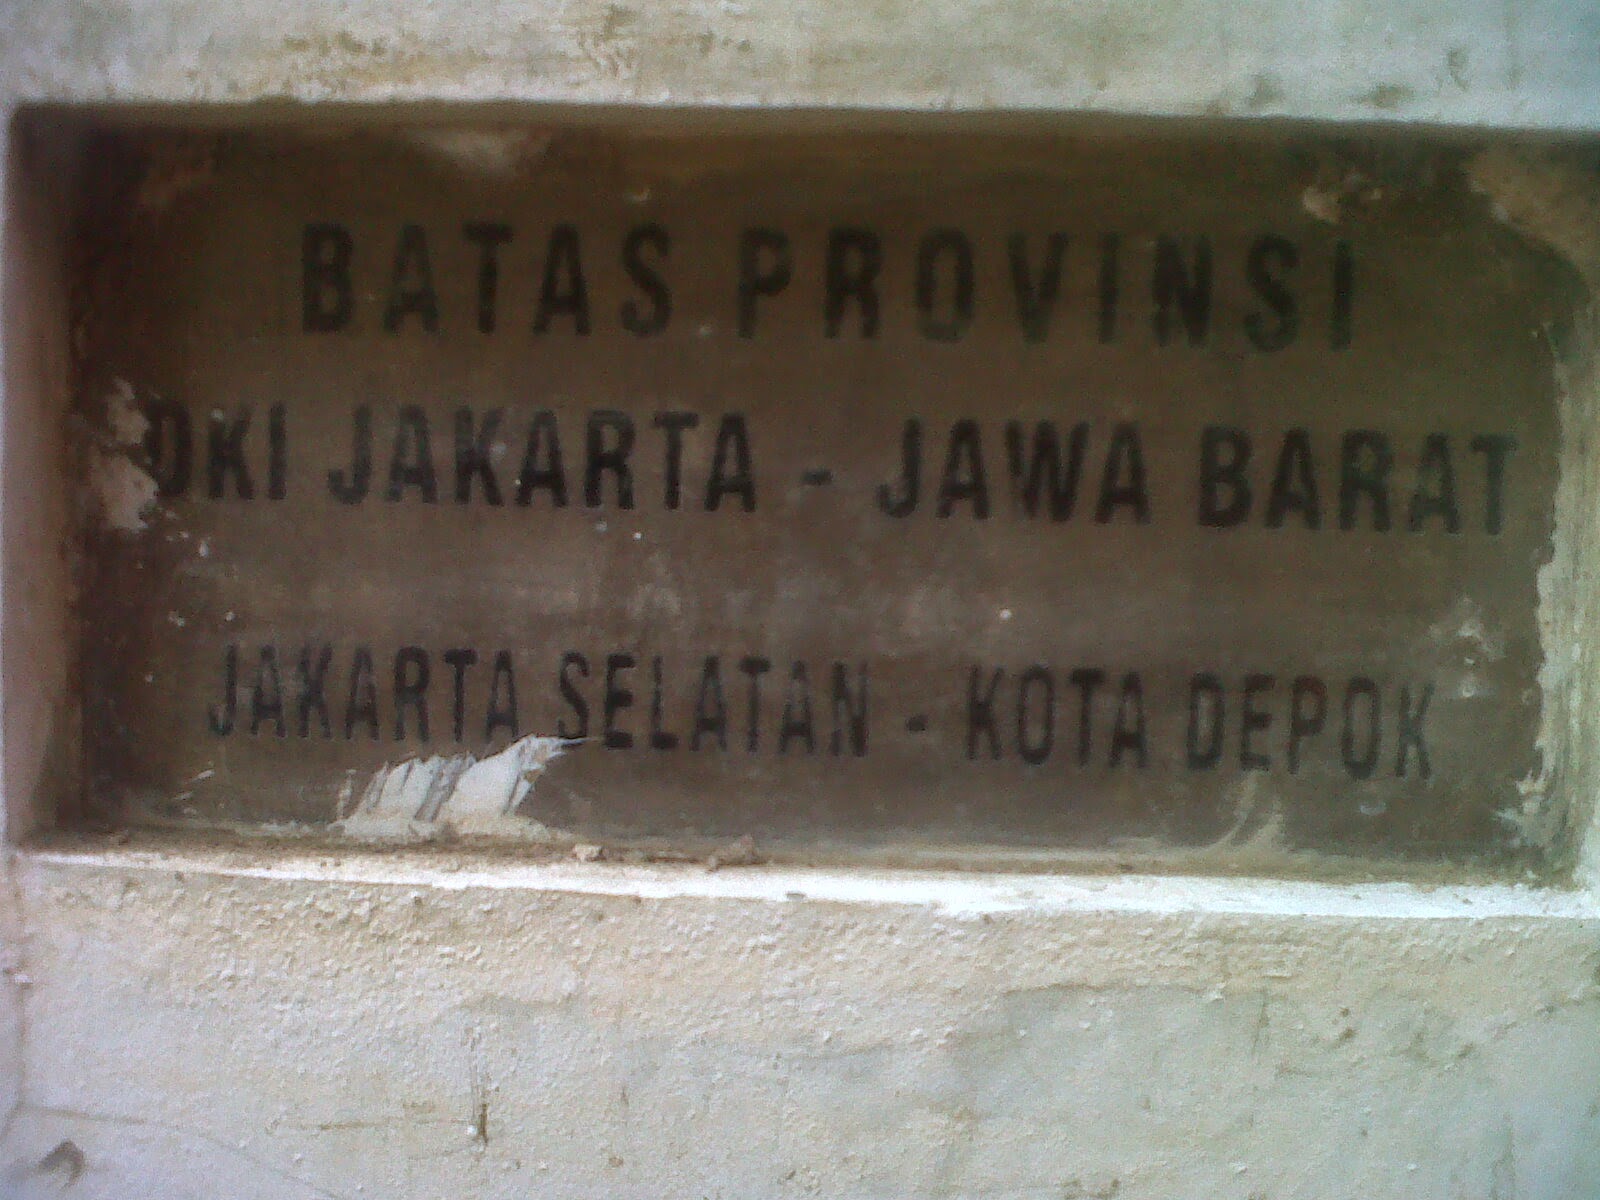 BATAS PROVINSI
DKI JAKARTA - JAWA BARAT
JAKARTA SELATAN - KOTA DEPOK